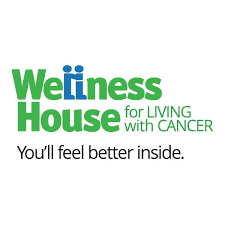 Wellness
House for LIVING
with CANCER
You'll feel better inside.